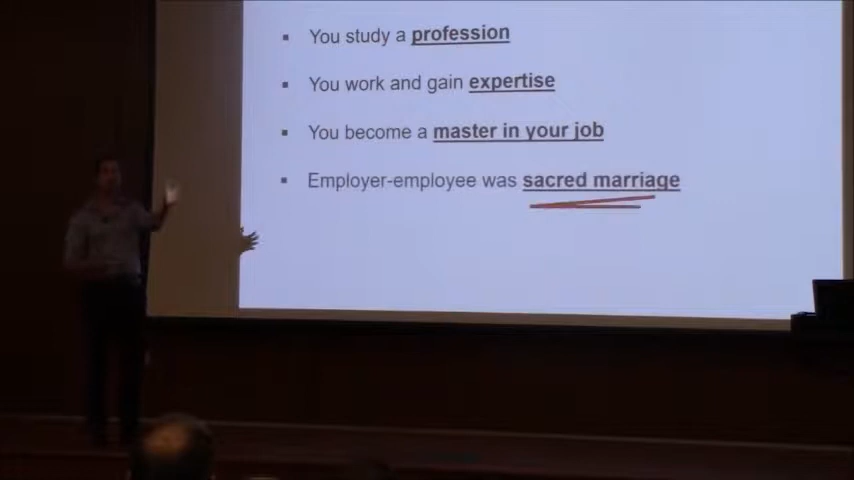 You study a profession
You work and gain expertise
You become a master in your job
Employer-employee was sacred marriage